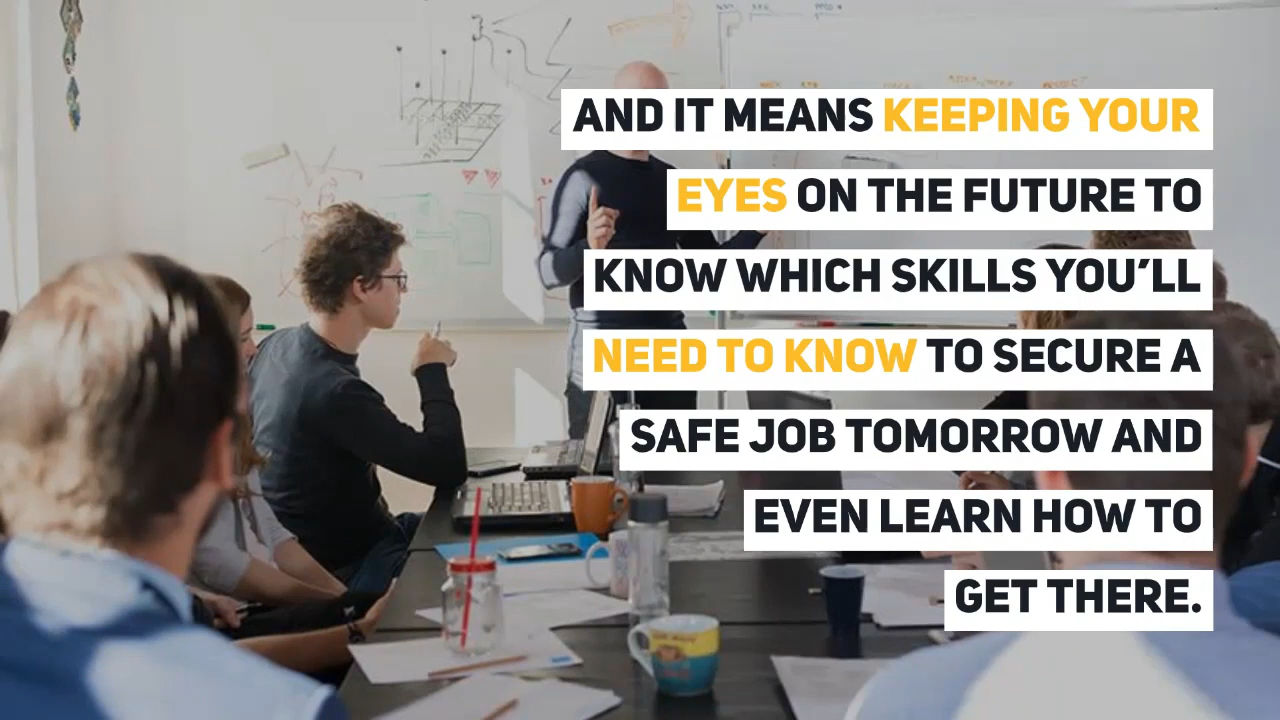 AND IT MEANS KEEPING YOUR
EYES ON THE FUTURE TO
KNOW WHICH SKILLS YOU’LL
NEED TO KNOW TO SECURE A
SAFE JOB TOMORROW AND
EVEN LEARN HOW TO
GET THERE.